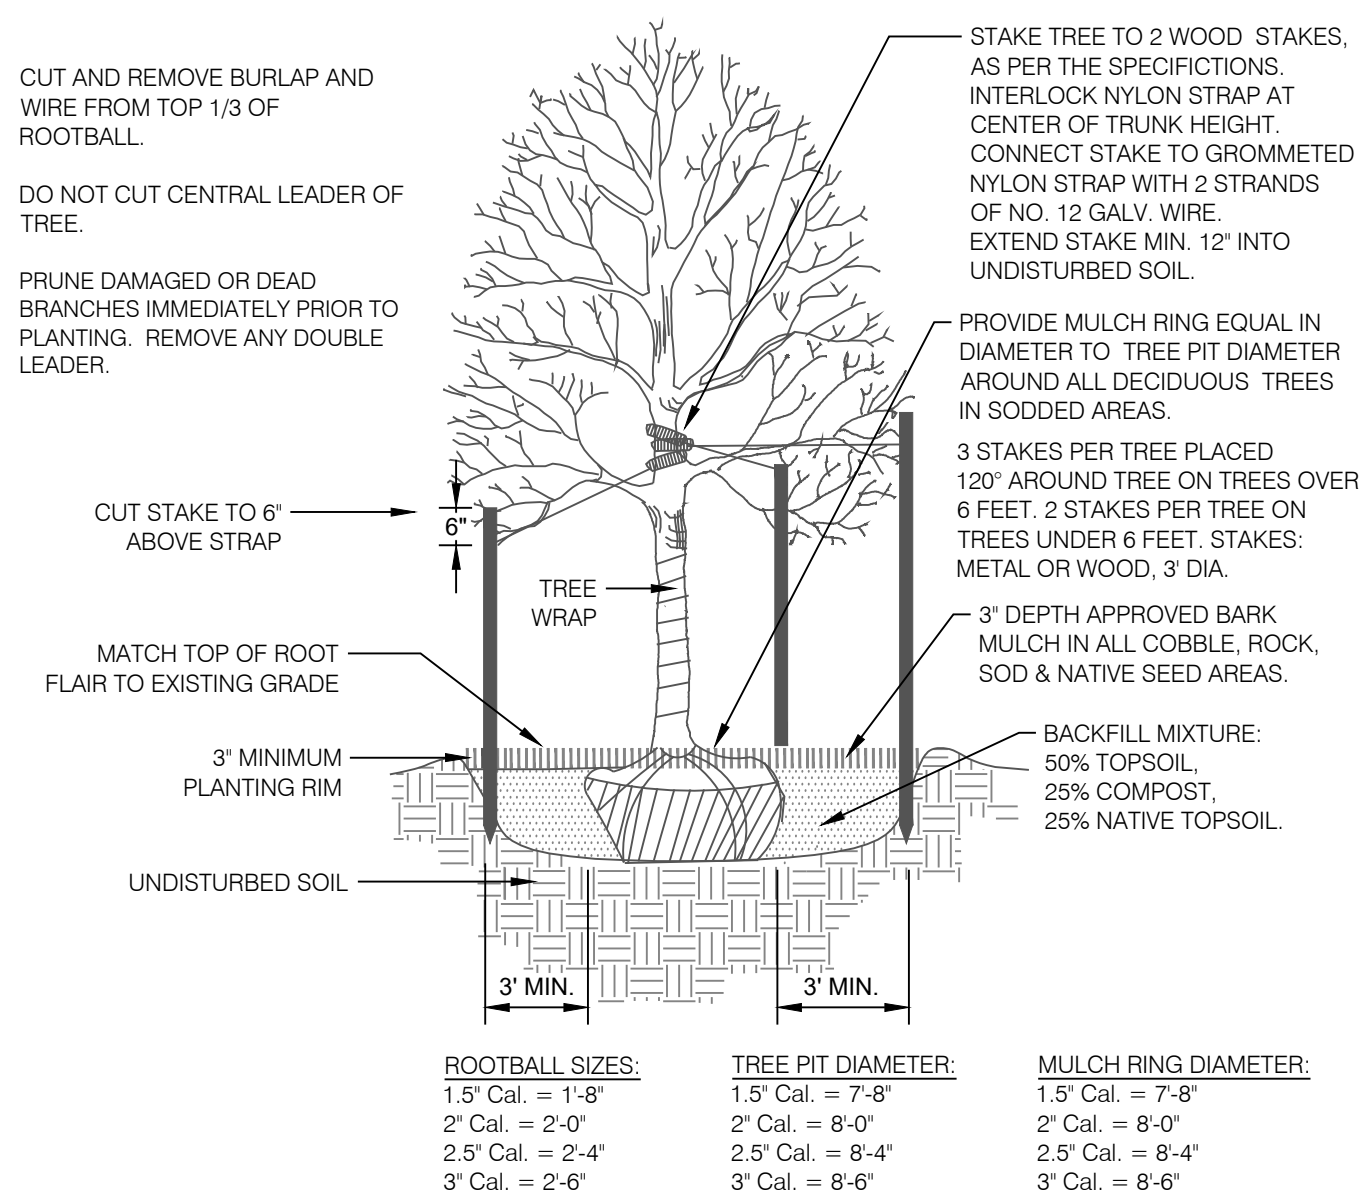 CUT AND REMOVE BURLAP AND
WIRE FROM TOP 1/3 OF
ROOTBALL.
DO NOT CUT CENTRAL LEADER OF
TREE.
PRUNE DAMAGED OR DEAD
BRANCHES IMMEDIATELY PRIOR TO
PLANTING. REMOVE ANY DOUBLE
LEADER.
STAKE TREE TO 2 WOOD STAKES,
AS PER THE SPECIFICTIONS.
INTERLOCK NYLON STRAP AT
CENTER OF TRUNK HEIGHT.
CONNECT STAKE TO GROMMETED
NYLON STRAP WITH 2 STRANDS
OF NO. 12 GALV. WIRE.
EXTEND STAKE MIN. 12" INTO
UNDISTURBED SOIL.
PROVIDE MULCH RING EQUAL IN
DIAMETER TO TREE PIT DIAMETER
AROUND ALL DECIDUOUS TREES
IN SODDED AREAS.
3 STAKES PER TREE PLACED
120° AROUND TREE ON TREES OVER
6 FEET. 2 STAKES PER TREE ON
TREES UNDER 6 FEET. STAKES:
METAL OR WOOD, 3' DIA.
CUT STAKE TO 6"
ABOVE STRAP
6"
TREE
WRAP
3" DEPTH APPROVED BARK
MULCH IN ALL COBBLE, ROCK,
SOD & NATIVE SEED AREAS.
MATCH TOP OF ROOT
FLAIR TO EXISTING GRADE
3" MINIMUM
PLANTING RIM
BACKFILL MIXTURE:
50% TOPSOIL,
25% COMPOST,
25% NATIVE TOPSOIL.
UNDISTURBED SOIL
3' MIN.
3' MIN.
ROOTBALL SIZES:
1.5" Cal. = 1'-8"
2" Cal. = 2'-0"
2.5" Cal. = 2'-4"
3" Cal. = 2'-6"
TREE PIT DIAMETER:
1.5" Cal. = 7'-8"
2" Cal. = 8'-0"
2.5" Cal. = 8'-4"
3" Cal. = 8'-6"
MULCH RING DIAMETER:
1.5" Cal. = 7'-8"
2" Cal. = 8'-0"
2.5" Cal. = 8'-4"
3" Cal. = 8'-6"